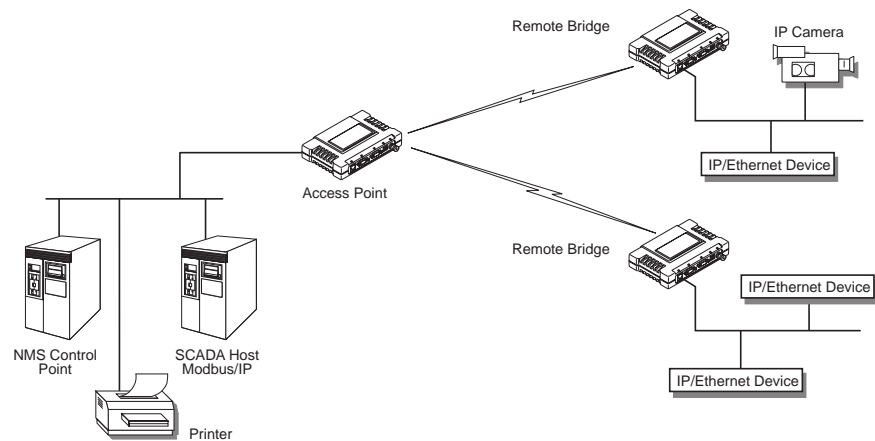 Remote Bridge
IP Camera
IP/Ethernet Device
Access Point
Remote Bridge
IP/Ethernet Device
NMS Control
Point
SCADA Host
Modbus/IP
IP/Ethernet Device
Printer